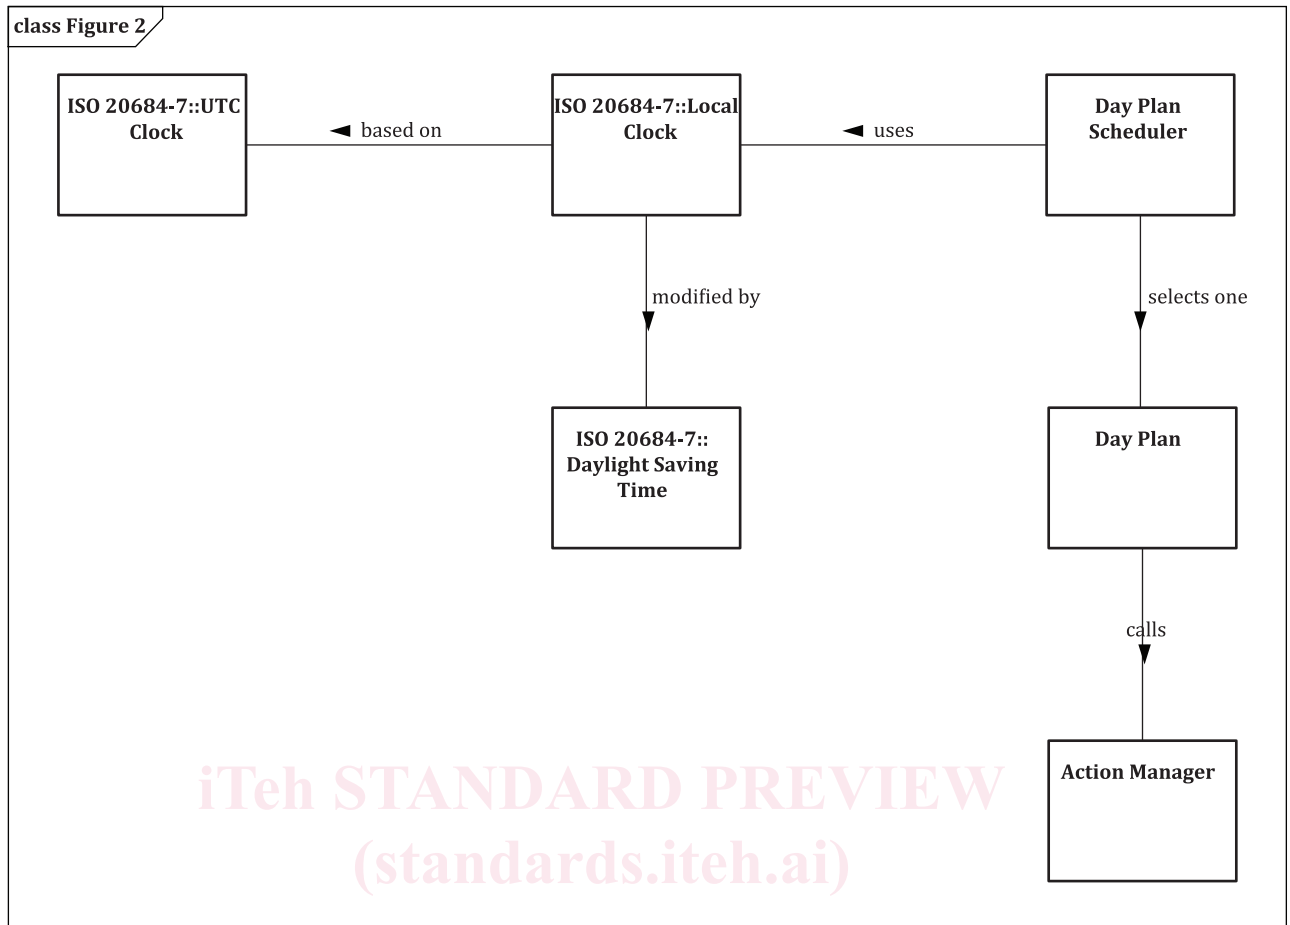 class Figure 2
ISO 20684-7::UTC
Clock
based on
ISO 20684-7::Local
Clock
uses
Day Plan
Scheduler
modified by
selects one
ISO 20684-7::
Daylight Saving
Time
Day Plan
calls
Action Manager
iTeh STANDARD PREVIEW
(standards.iteh.ai)